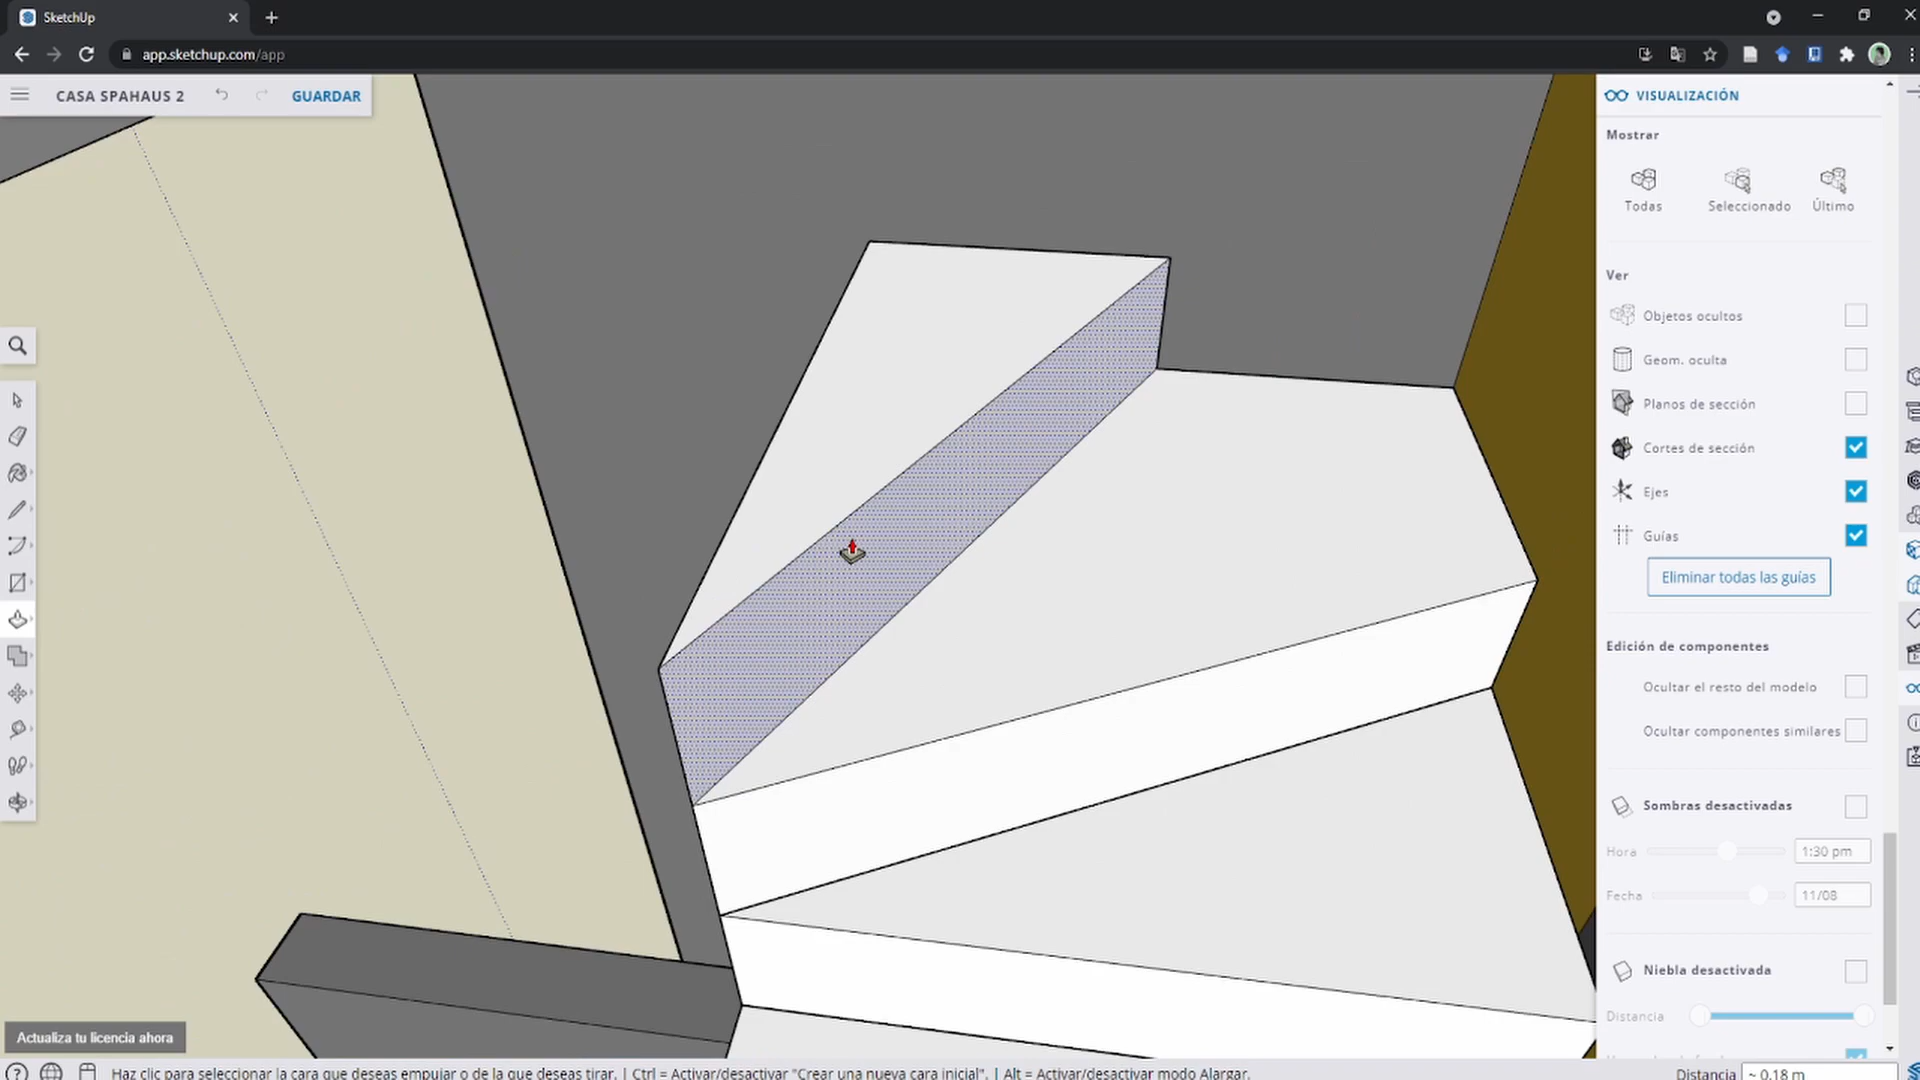 SketchUp
app.sketchup.com/app
CASA SPAHAUS 2
GUARDAR
VISUALIZACIÓN
Mostrar
Todas
Seleccionado
Último
Ver
Objetos ocultos
Geom. oculta
Planos de sección
Cortes de sección
Ejes
Guías
Eliminar todas las guías
Edición de componentes
Ocultar el resto del modelo
Ocultar componentes similares
Sombras desactivadas
Hora
1:30 pm
Fecha
11/08
Niebla desactivada
Distancia
Actualiza tu licencia ahora
Haz clic para seleccionar la cara que deseas empujar o de la que deseas tirar. | Ctrl = Activar/desactivar "Crear una nueva cara inicial". | Alt = Activar/desactivar modo Alargar.
Distancia
~ 0.18 m